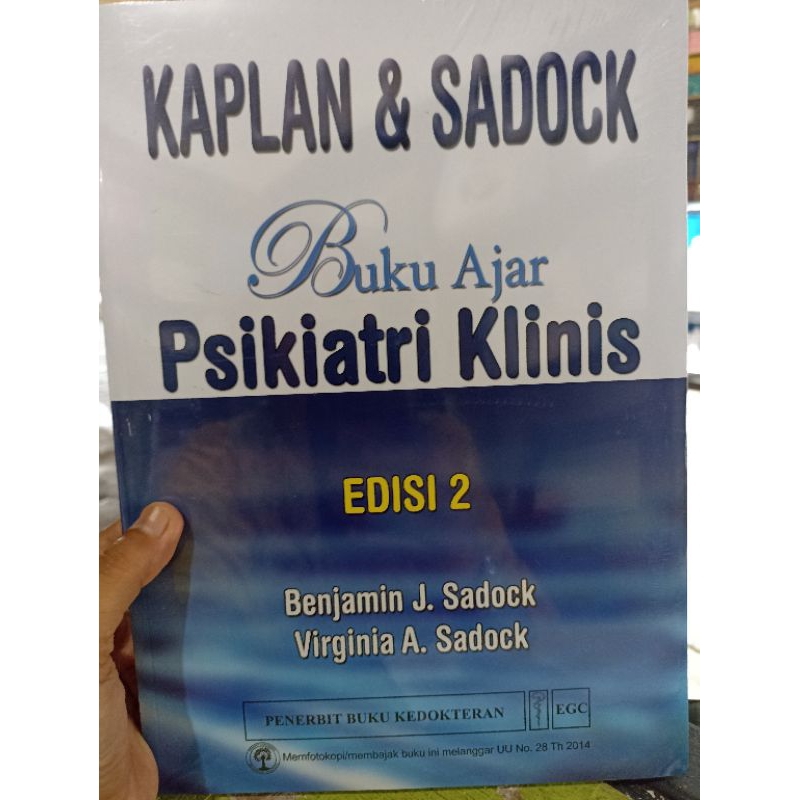 KAPLAN & SADOCK
Buku Ajar
Psikiatri Klinis
EDISI 2
Benjamin J. Sadock
Virginia A. Sadock
PENERBIT BUKU KEDOKTERAN EGC
Memfotokopi/membajak buku ini melanggar UU No. 28 Th 2014